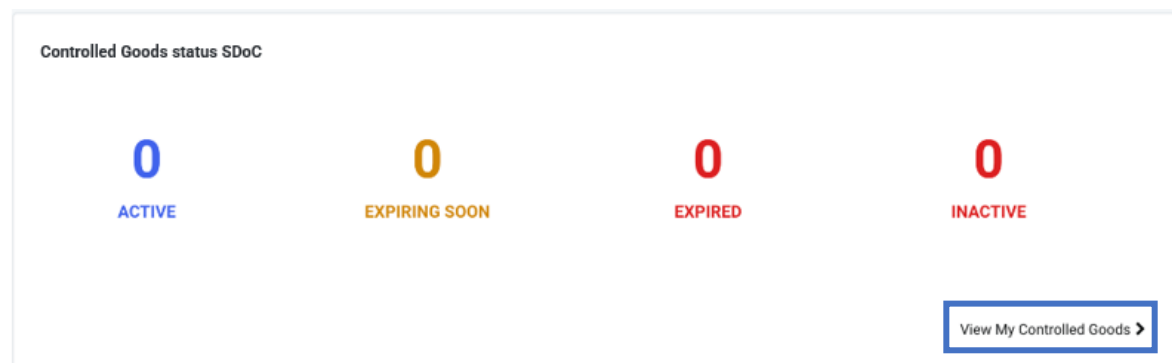 Controlled Goods status SDoC
0 0 0 0
ACTIVE EXPIRING SOON EXPIRED INACTIVE
View My Controlled Goods